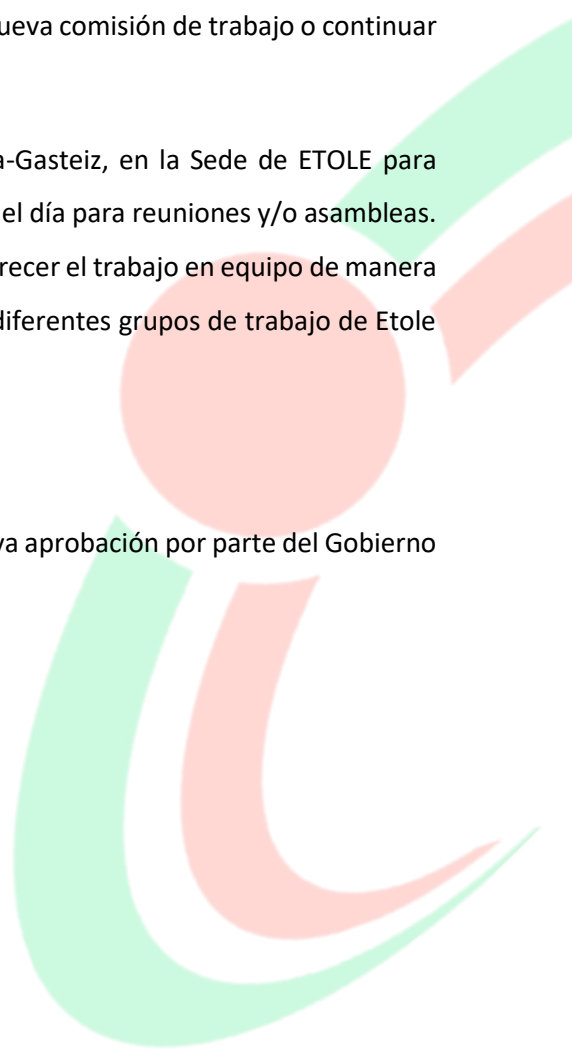 ueva comisión de trabajo o continuar
a-Gasteiz, en la Sede de ETOLE para
el día para reuniones y/o asambleas.
recer el trabajo en equipo de manera
diferentes grupos de trabajo de Etole
va aprobación por parte del Gobierno